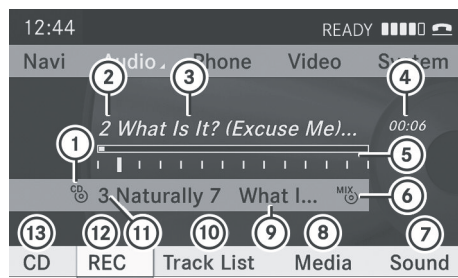 12:44 READY
Navi Audio Phone Video System
2 3 4
2 What Is It? (Excuse Me)... 00:06
1 5
CD 3 Naturally 7 What I... MIX 6
13 12 11 10 9 8 7
CD REC Track List Media Sound